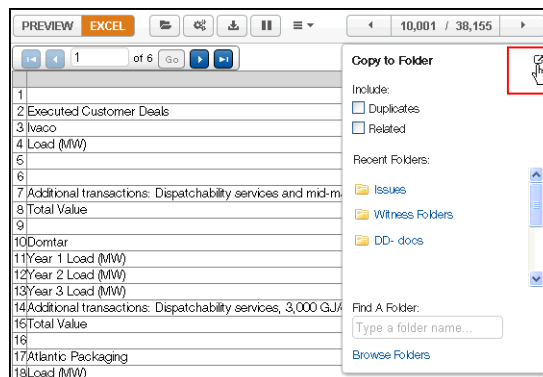 PREVIEW EXCEL
10,001 / 38,155
1 of 6 Go
Copy to Folder
Include:
Duplicates
Related
Recent Folders:
Issues
Witness Folders
DD- docs
Find A Folder:
Type a folder name...
Browse Folders
1
2 Executed Customer Deals
3 Ivaco
4 Load (MW)
5
6
7 Additional transactions: Dispatchability services and mid-m
8 Total Value
9
10 Domtar
11 Year 1 Load (MW)
12 Year 2 Load (MW)
13 Year 3 Load (MW)
14 Additional transactions: Dispatchability services, 3,000 GJ/
15 Total Value
16
17 Atlantic Packaging
18 Load (MW)